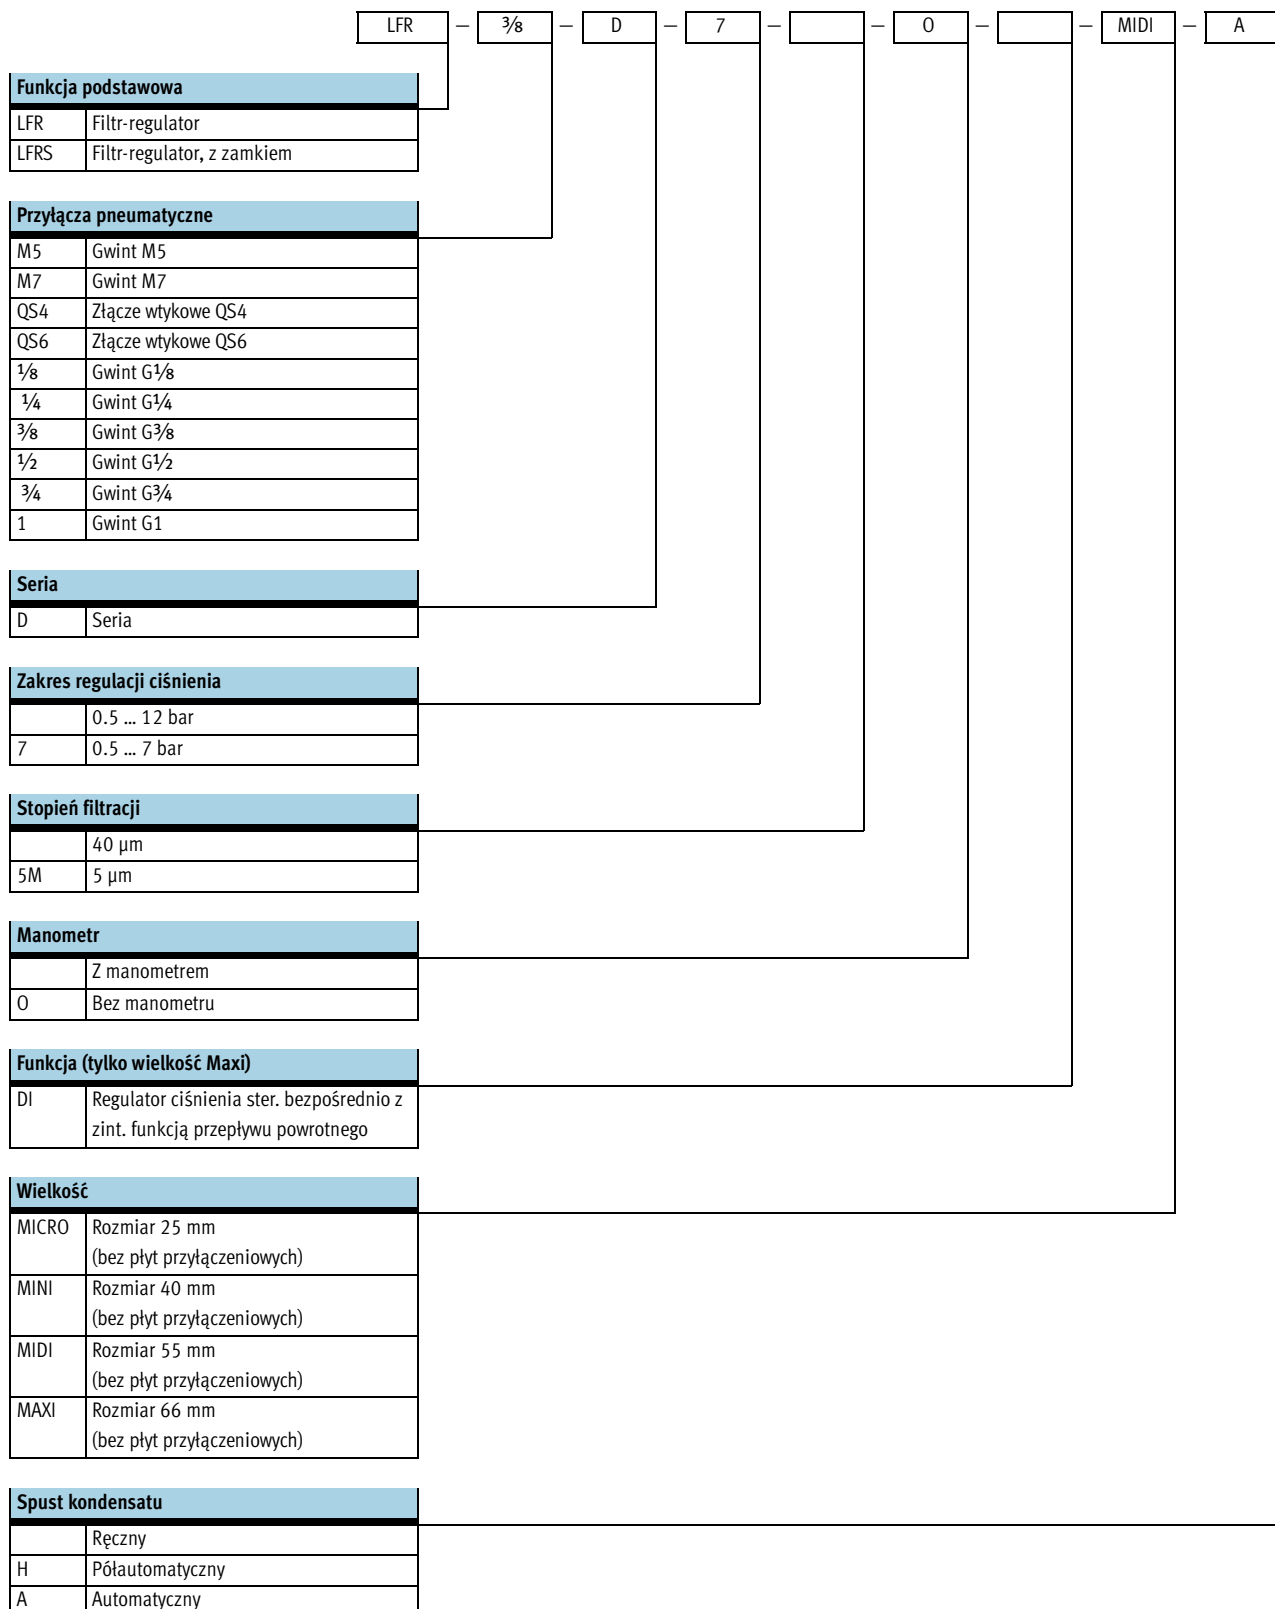 LFR – ⅜ – D – 7 – – O – – MIDI – A
Funkcja podstawowa
LFR Filtr-regulator
LFRS Filtr-regulator, z zamkiem
Przyłącza pneumatyczne
M5 Gwint M5
M7 Gwint M7
QS4 Złącze wtykowe QS4
QS6 Złącze wtykowe QS6
⅛ Gwint G⅛
¼ Gwint G¼
⅜ Gwint G⅜
½ Gwint G½
¾ Gwint G¾
1 Gwint G1
Seria
D Seria
Zakres regulacji ciśnienia
0.5 … 12 bar
7 0.5 … 7 bar
Stopień filtracji
40 µm
5M 5 µm
Manometr
Z manometrem
O Bez manometru
Funkcja (tylko wielkość Maxi)
DI Regulator ciśnienia ster. bezpośrednio z
zint. funkcją przepływu powrotnego
Wielkość
MICRO Rozmiar 25 mm
(bez płyt przyłączeniowych)
MINI Rozmiar 40 mm
(bez płyt przyłączeniowych)
MIDI Rozmiar 55 mm
(bez płyt przyłączeniowych)
MAXI Rozmiar 66 mm
(bez płyt przyłączeniowych)
Spust kondensatu
Ręczny
H Półautomatyczny
A Automatyczny